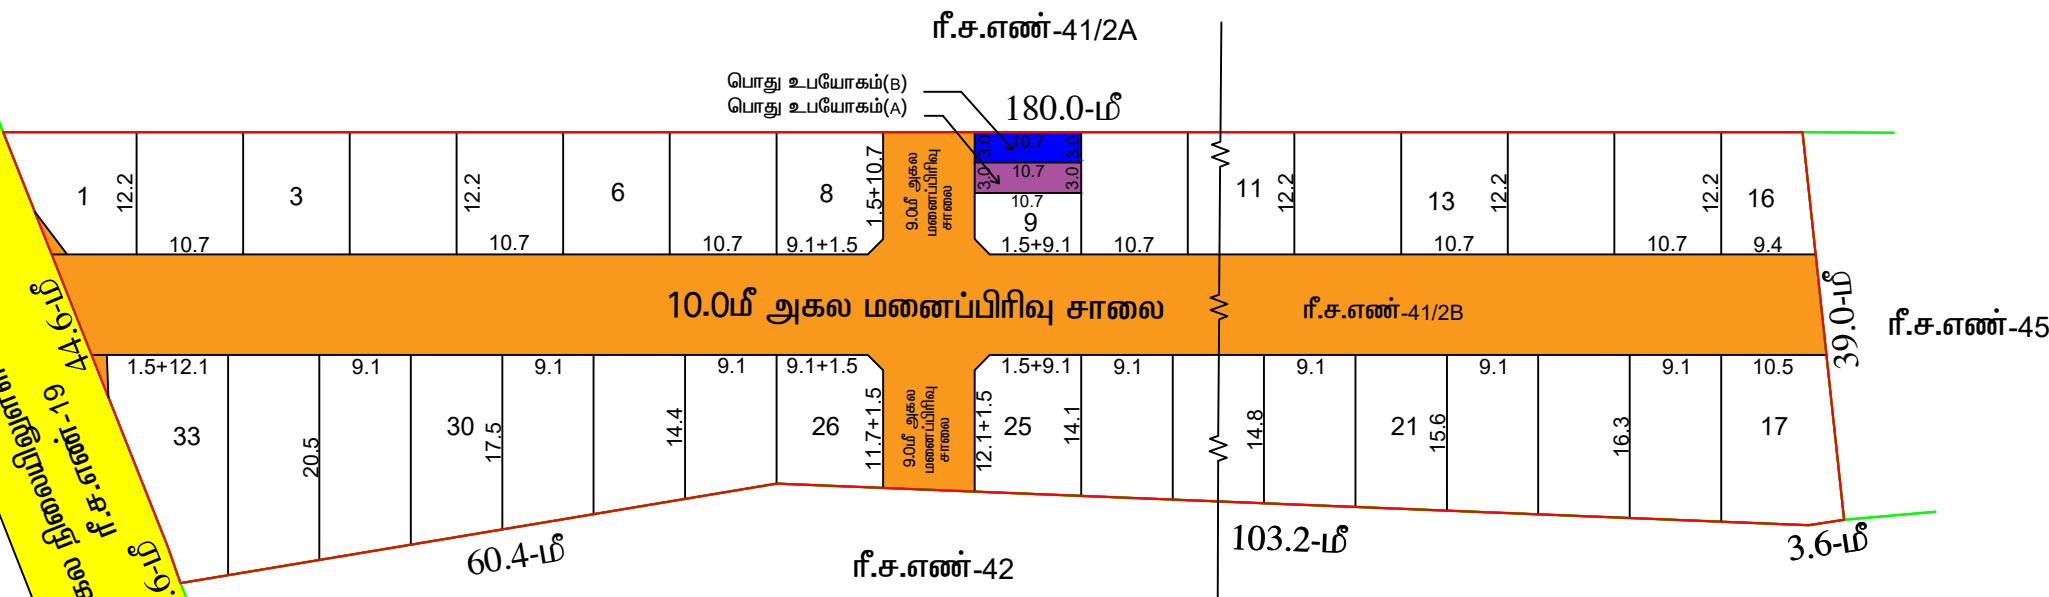 ரீ.ச.எண்-41/2A
பொது உபயோகம்(B)
பொது உபயோகம்(A)
180.0-மீ
3.0 10.7 3.0
3.0 10.7 3.0
10.7
1 12.2 3 12.2 6 8 1.5+10.7
9.0மீ அகல
மனைப்பிரிவு
சாலை
9 11 12.2 13 12.2 12.2 16
10.7 10.7 10.7 9.1+1.5 1.5+9.1 10.7 10.7 10.7 9.4
10.0மீ அகல மனைப்பிரிவு சாலை
ரீ.ச.எண்-41/2B
39.0-மீ
ரீ.ச.எண்-45
44.6-மீ
ரீ.ச.எண்-19
1.5+12.1 9.1 9.1 9.1 9.1+1.5 1.5+9.1 9.1 9.1 9.1 9.1 10.5
33 20.5 30 17.5 14.4 26 11.7+1.5
9.0மீ அகல
மனைப்பிரிவு
சாலை
12.1+1.5 25 14.1 14.8 21 15.6 16.3 17
60.4-மீ
103.2-மீ
3.6-மீ
ரீ.ச.எண்-42
.6-மீ